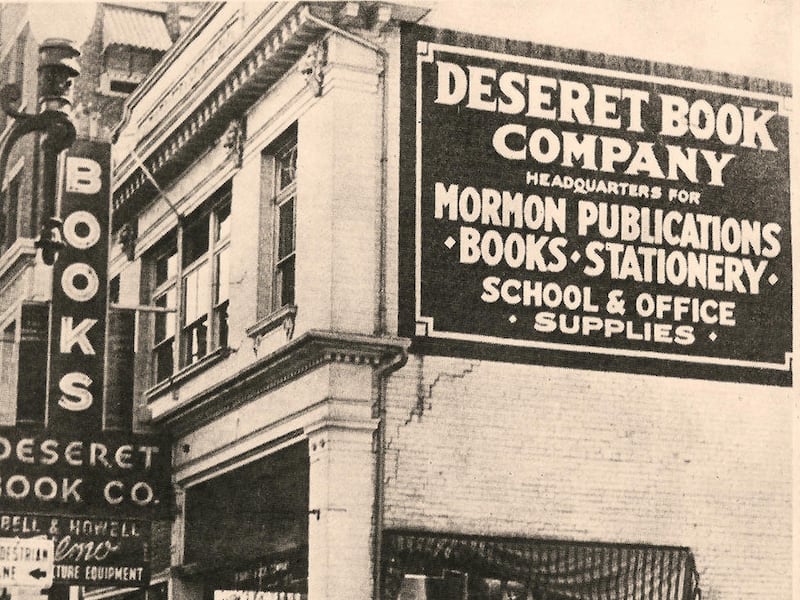 DESERET BOOK
COMPANY
HEADQUARTERS FOR
MORMON PUBLICATIONS
·BOOKS·STATIONERY·
SCHOOL & OFFICE
· SUPPLIES ·
BOOKS
DESERET
BOOK CO.
BELL & HOWELL
EQUIPMENT